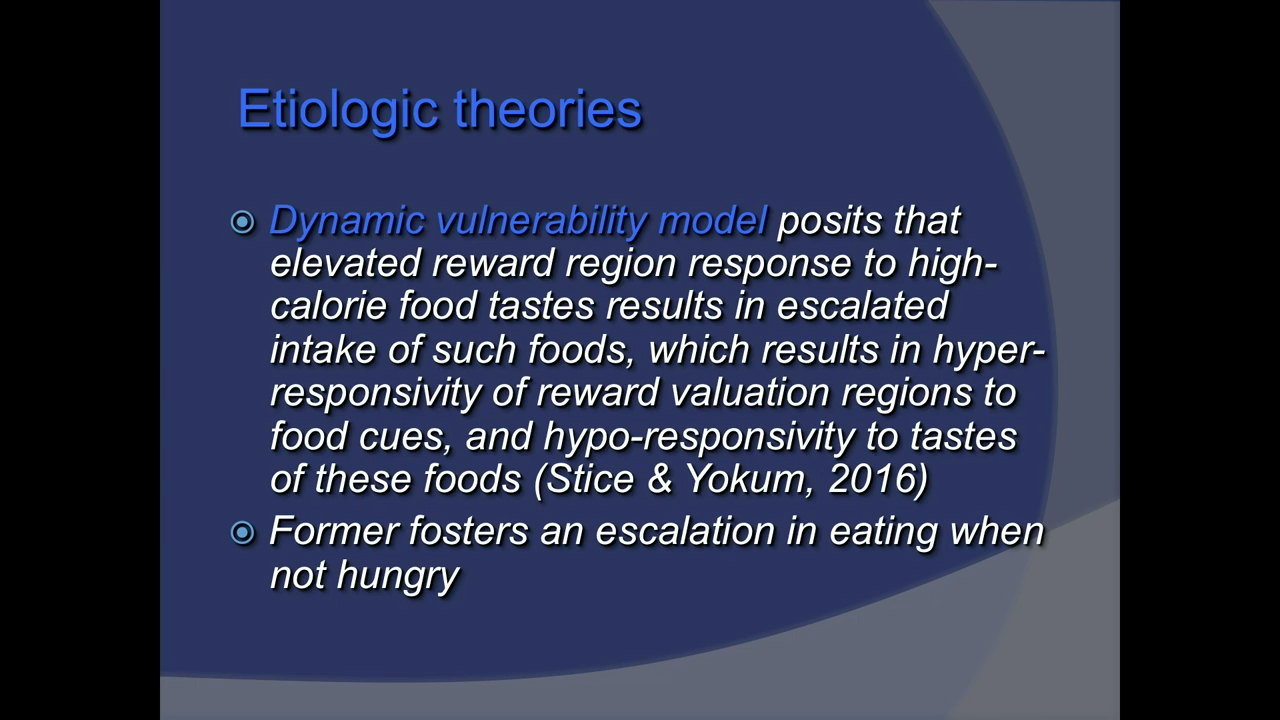 Etiologic theories
Dynamic vulnerability model posits that
elevated reward region response to high-
calorie food tastes results in escalated
intake of such foods, which results in hyper-
responsivity of reward valuation regions to
food cues, and hypo-responsivity to tastes
of these foods (Stice & Yokum, 2016)
Former fosters an escalation in eating when
not hungry